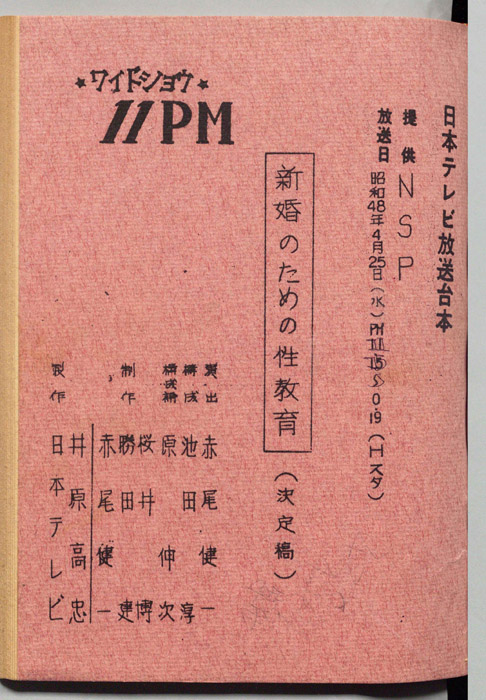 日本テレビ放送台本
提供 NSP
放送日 昭和48年4月25日(水)PM11:15〜0.19(Iスタ)
★ワイドショウ★
11PM
新婚のための性教育
(決定稿)
演出 赤尾健一
構成 池田淳
原伸次
桜井博
制作 勝田建
赤尾健一
井原高忠
製作 日本テレビ